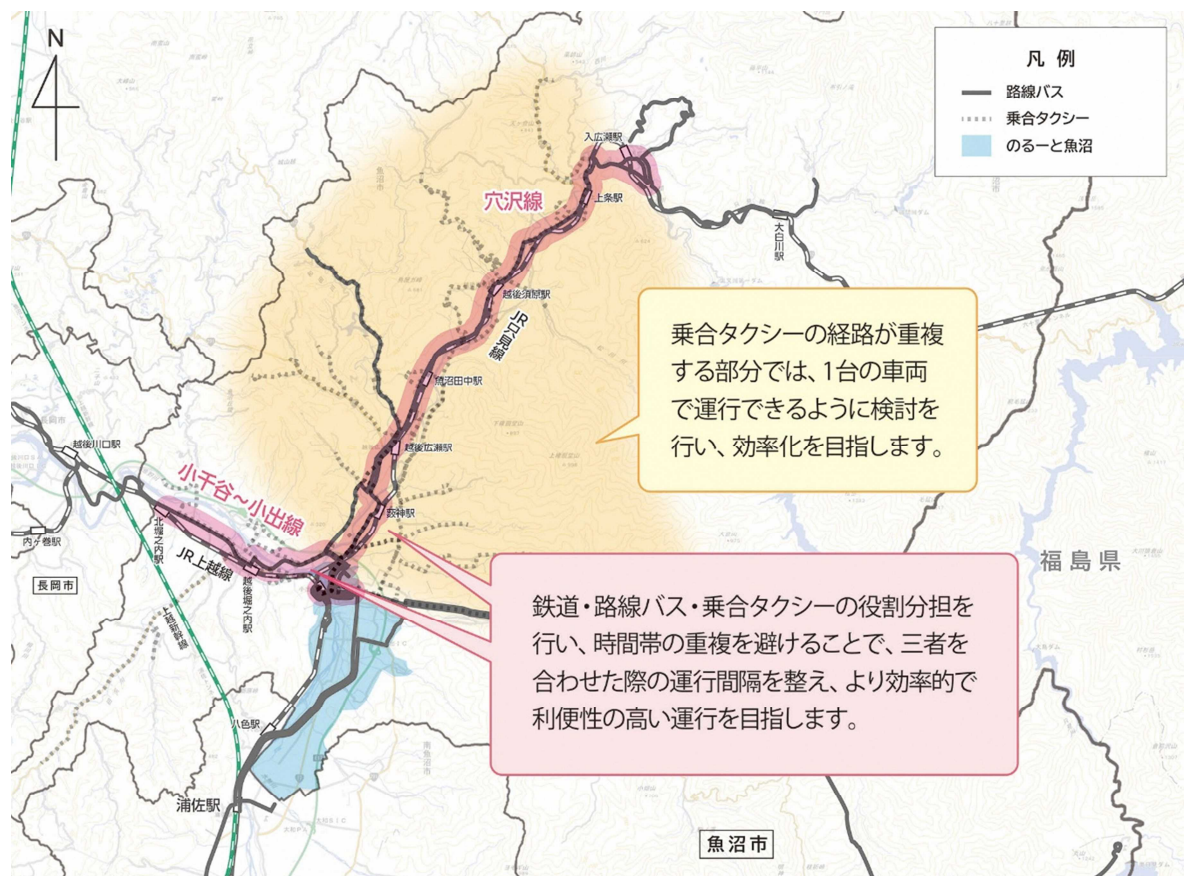 N
凡 例
路線バス
乗合タクシー
のるーと魚沼
入広瀬駅
穴沢線
上条駅
大白川駅
魚沼市
越後須原駅
JR只見線
乗合タクシーの経路が重複
する部分では、1台の車両
で運行できるように検討を
行い、効率化を目指します。
魚沼田中駅
長岡市
越後川口駅
越後広瀬駅
小千谷~小出線
藪神駅
北堀之内駅
内ヶ巻駅
JR上越線
越後堀之内駅
長岡市
福島県
鉄道・路線バス・乗合タクシーの役割分担を
行い、時間帯の重複を避けることで、三者を
合わせた際の運行間隔を整え、より効率的で
利便性の高い運行を目指します。
上越新幹線
八色駅
南魚沼市
浦佐駅
魚沼市